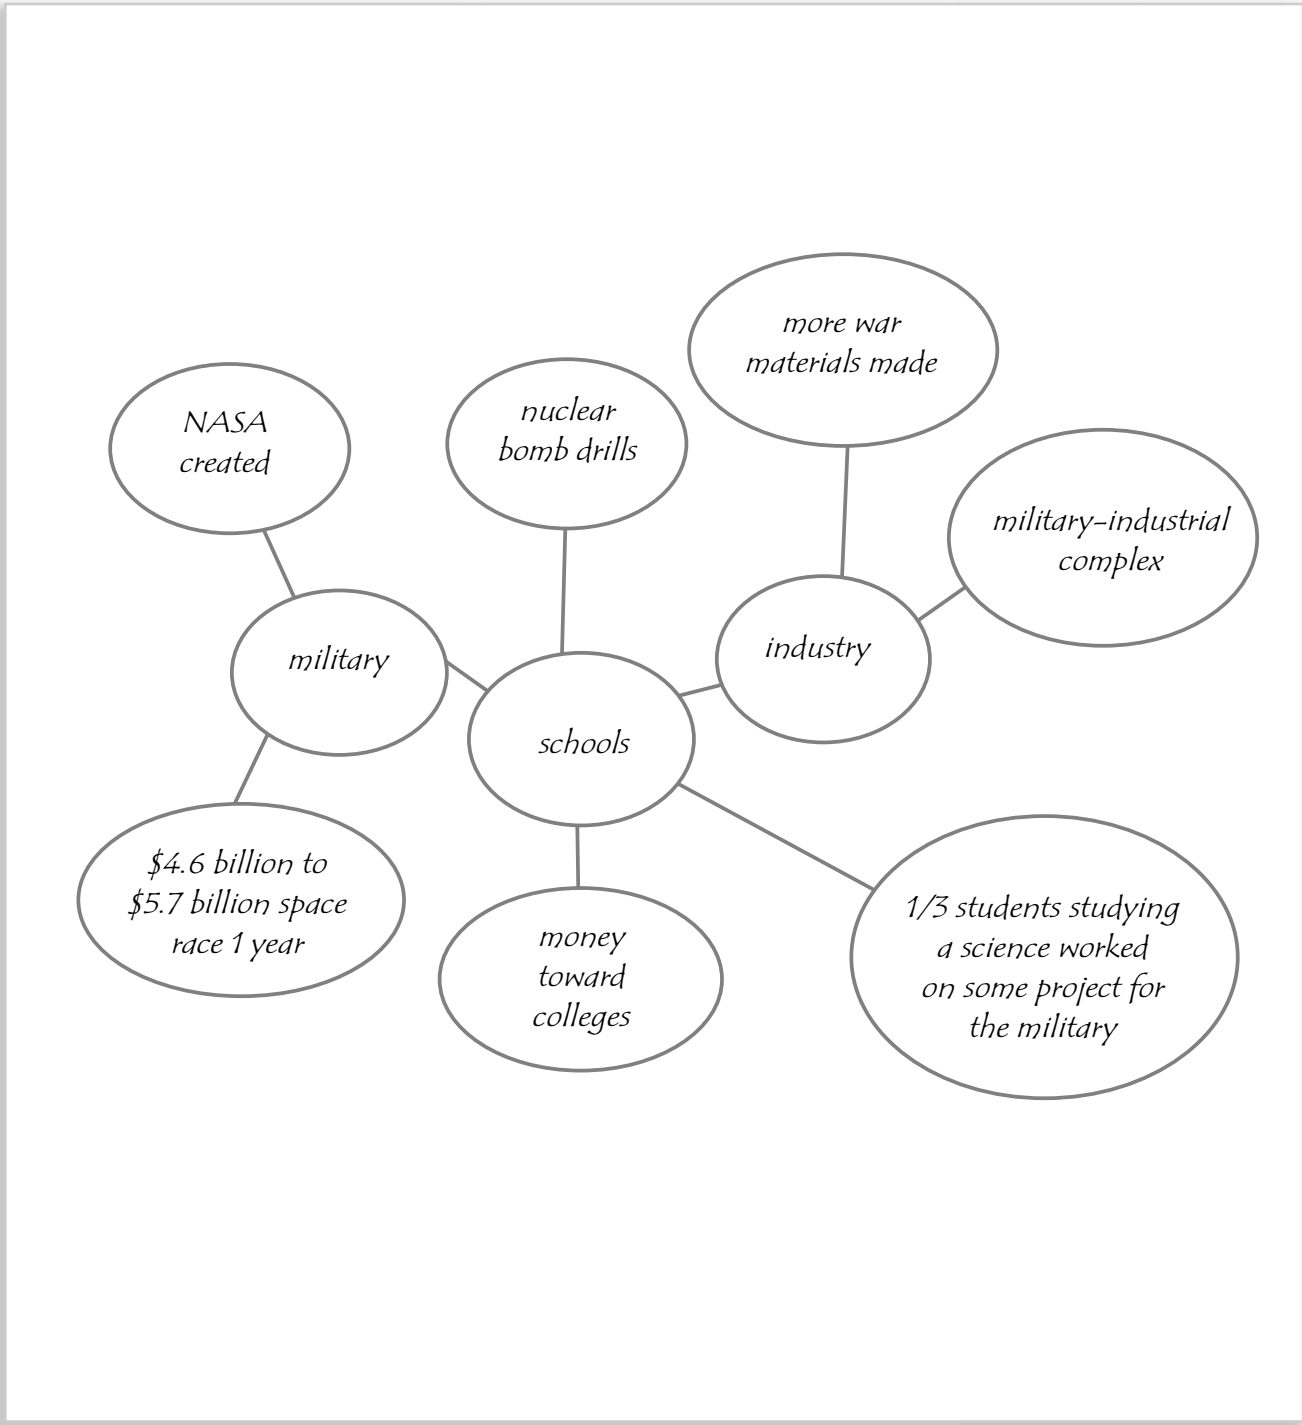 more war
materials made
NASA
created
nuclear
bomb drills
military-industrial
complex
military
industry
schools
$4.6 billion to
$5.7 billion space
race 1 year
money
toward
colleges
1/3 students studying
a science worked
on some project for
the military